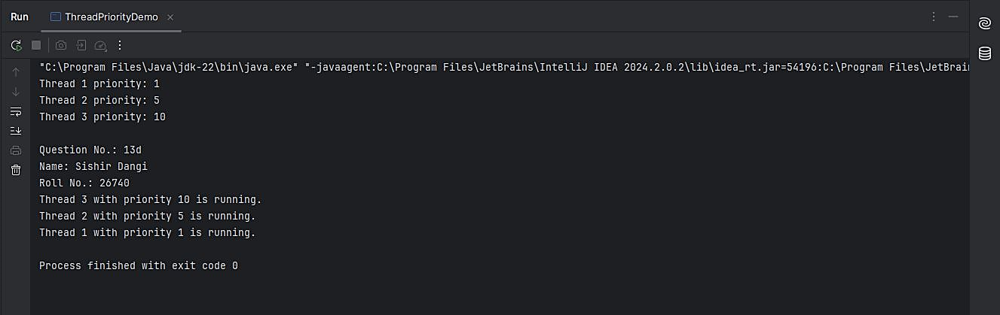 Run
ThreadPriorityDemo
"C:\Program Files\Java\jdk-22\bin\java.exe" "-javaagent:C:\Program Files\JetBrains\IntelliJ IDEA 2024.2.0.2\lib\idea_rt.jar=54196:C:\Program Files\JetBrain
Thread 1 priority: 1
Thread 2 priority: 5
Thread 3 priority: 10
Question No.: 13d
Name: Sishir Dangi
Roll No.: 26740
Thread 3 with priority 10 is running.
Thread 2 with priority 5 is running.
Thread 1 with priority 1 is running.
Process finished with exit code 0